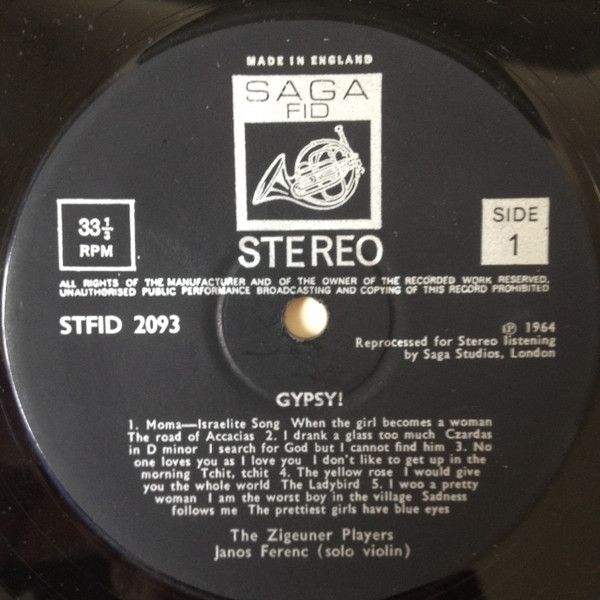 MADE IN ENGLAND
SAGA
FID
33⅓
RPM
SIDE
1
STEREO
ALL RIGHTS OF THE MANUFACTURER AND OF THE OWNER OF THE RECORDED WORK RESERVED.
UNAUTHORISED PUBLIC PERFORMANCE BROADCASTING AND COPYING OF THIS RECORD PROHIBITED
STFID 2093
℗ 1964
Reprocessed for Stereo listening
by Saga Studios, London
GYPSY!
1. Moma—Israelite Song When the girl becomes a woman
The road of Accacias 2. I drank a glass too much Czardas
in D minor I search for God but I cannot find him 3. No
one loves you as I love you I don't like to get up in the
morning Tchit, tchit 4. The yellow rose I would give
you the whole world The Ladybird 5. I woo a pretty
woman I am the worst boy in the village Sadness
follows me The prettiest girls have blue eyes
The Zigeuner Players
Janos Ferenc (solo violin)